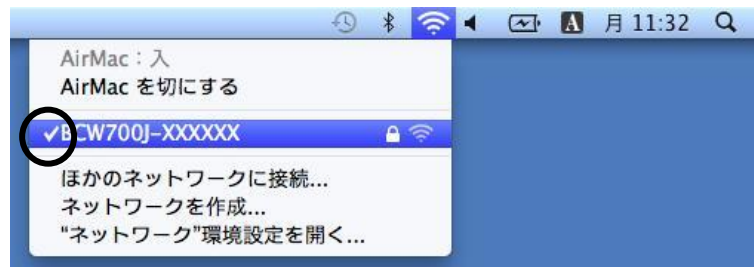 A 月 11:32
AirMac：入
AirMac を切にする
✓BCW700J-XXXXXX
ほかのネットワークに接続...
ネットワークを作成...
“ネットワーク”環境設定を開く...